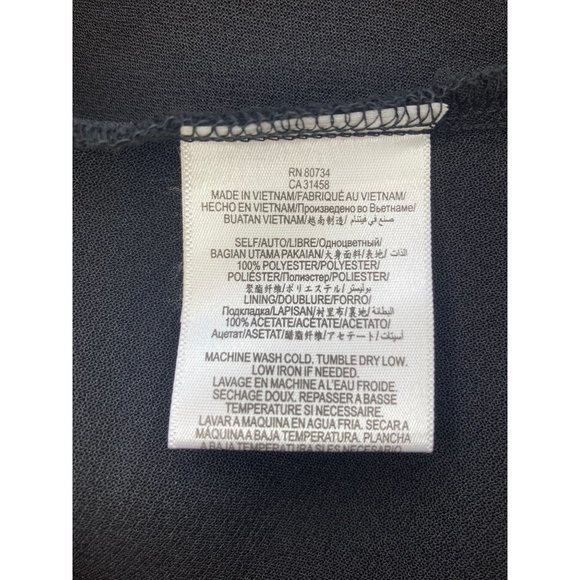 RN 80734
CA 31458
MADE IN VIETNAM/FABRIQUÉ AU VIETNAM/
HECHO EN VIETNAM/Произведено во Вьетнаме/
BUATAN VIETNAM/越南制造/صنع في فيتنام
SELF/AUTO/LIBRE/Одноцветный/
BAGIAN UTAMA PAKAIAN/大身面料/表地/الذات
100% POLYESTER/POLYESTER/
POLIÉSTER/Полиэстер/POLIESTER/
聚酯纤维/ポリエステル/بوليستر
LINING/DOUBLURE/FORRO/
Подкладка/LAPISAN/衬里布/裏地/البطانة
100% ACETATE/ACÉTATE/ACETATO/
Ацетат/ASETAT/醋酯纤维/アセテート/أسيتات
MACHINE WASH COLD. TUMBLE DRY LOW.
LOW IRON IF NEEDED.
LAVAGE EN MACHINE A L'EAU FROIDE.
SECHAGE DOUX. REPASSER A BASSE
TEMPERATURE SI NECESSAIRE.
LAVAR A MAQUINA EN AGUA FRIA. SECAR A
MÁQUINA A BAJA TEMPERATURA. PLANCHA
A BAJA TEMPERATURA SI ES NECESARIO.